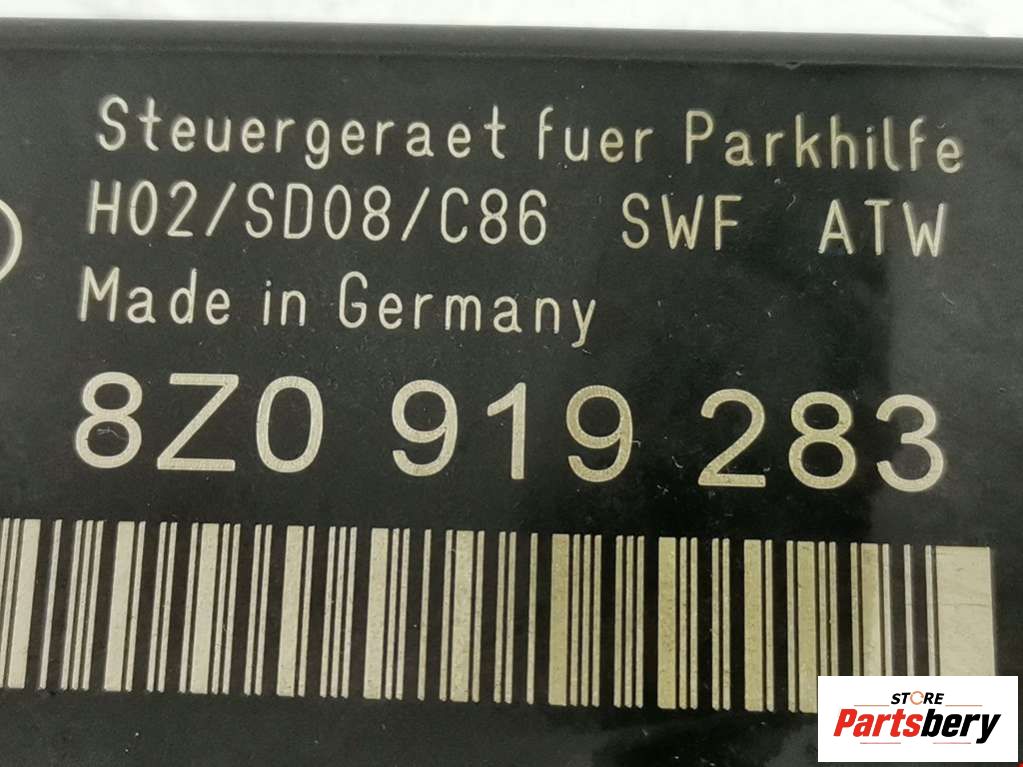 Steuergeraet fuer Parkhilfe
H02/SD08/C86 SWF ATW
Made in Germany
8Z0 919 283
STORE
Partsbery